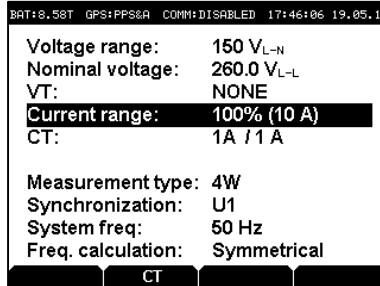 BAT:8.58T GPS:PPS&A COMM:DISABLED 17:46:06 19.05.1
Voltage range: 150 VL-N
Nominal voltage: 260.0 VL-L
VT: NONE
Current range: 100% (10 A)
CT: 1A / 1 A
Measurement type: 4W
Synchronization: U1
System freq: 50 Hz
Freq. calculation: Symmetrical
CT